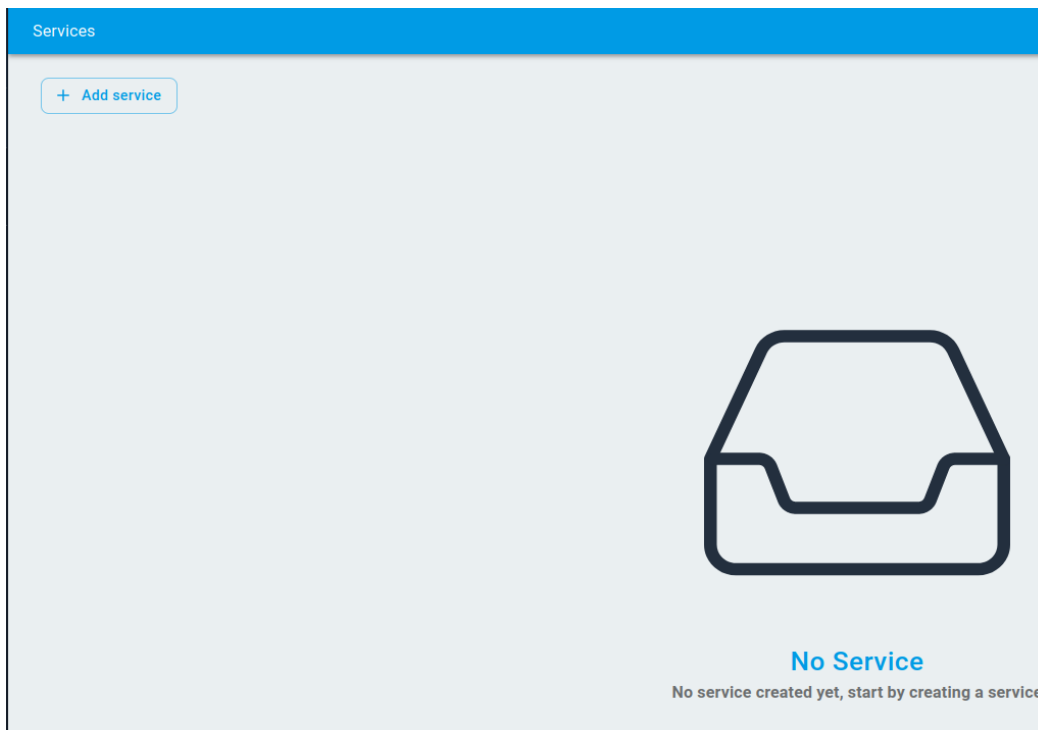 Services
+ Add service
No Service
No service created yet, start by creating a service